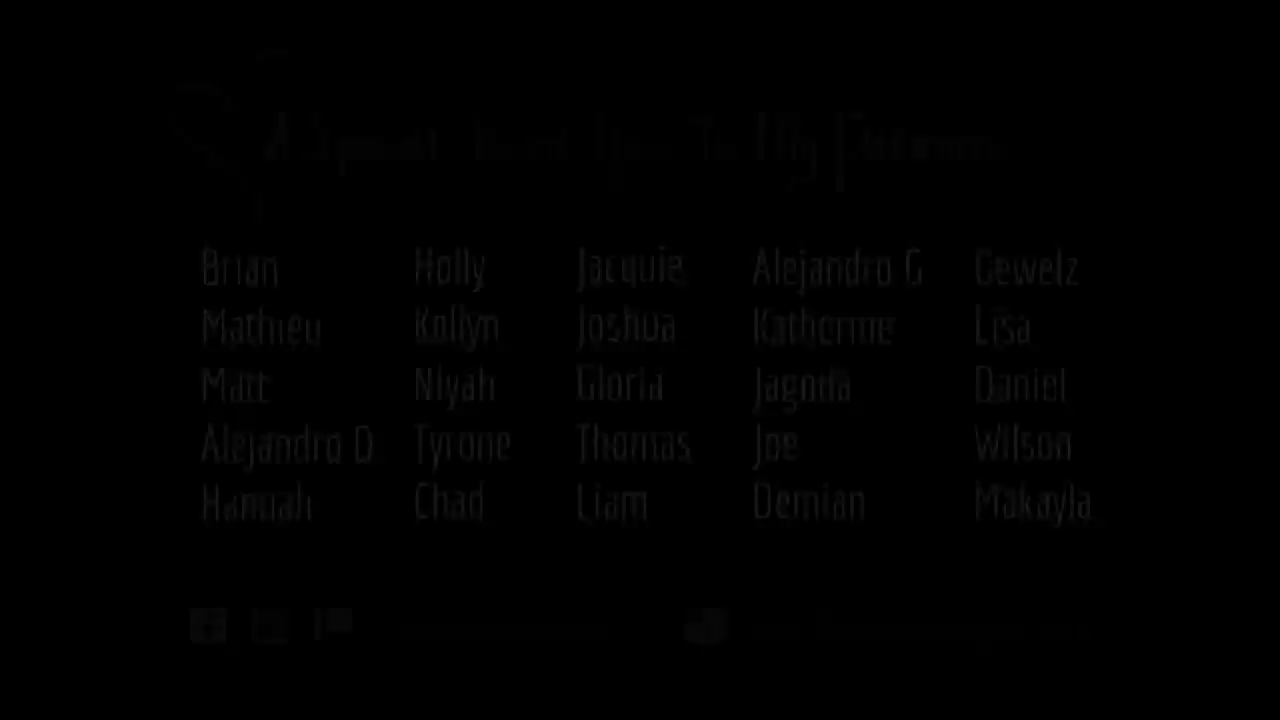 A Special Thank You To My
Brian Holly Jacquie Alejandro G Gewelz
Mathieu Kollyn Joshua Katherine Lisa
Matt Niyah Gloria Jagoda Daniel
Alejandro D Tyrone Thomas Joe Wilson
Hannah Chad Liam Demian Makayla